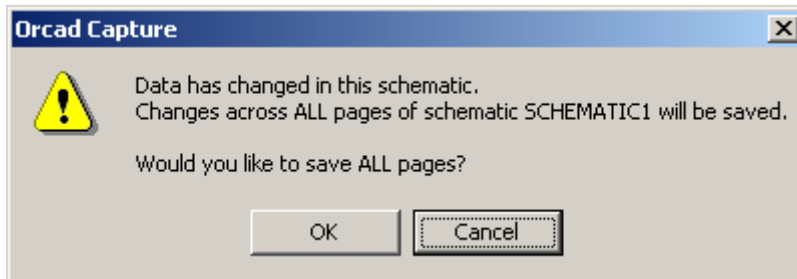 Orcad Capture
Data has changed in this schematic.
Changes across ALL pages of schematic SCHEMATIC1 will be saved.
Would you like to save ALL pages?
OK Cancel